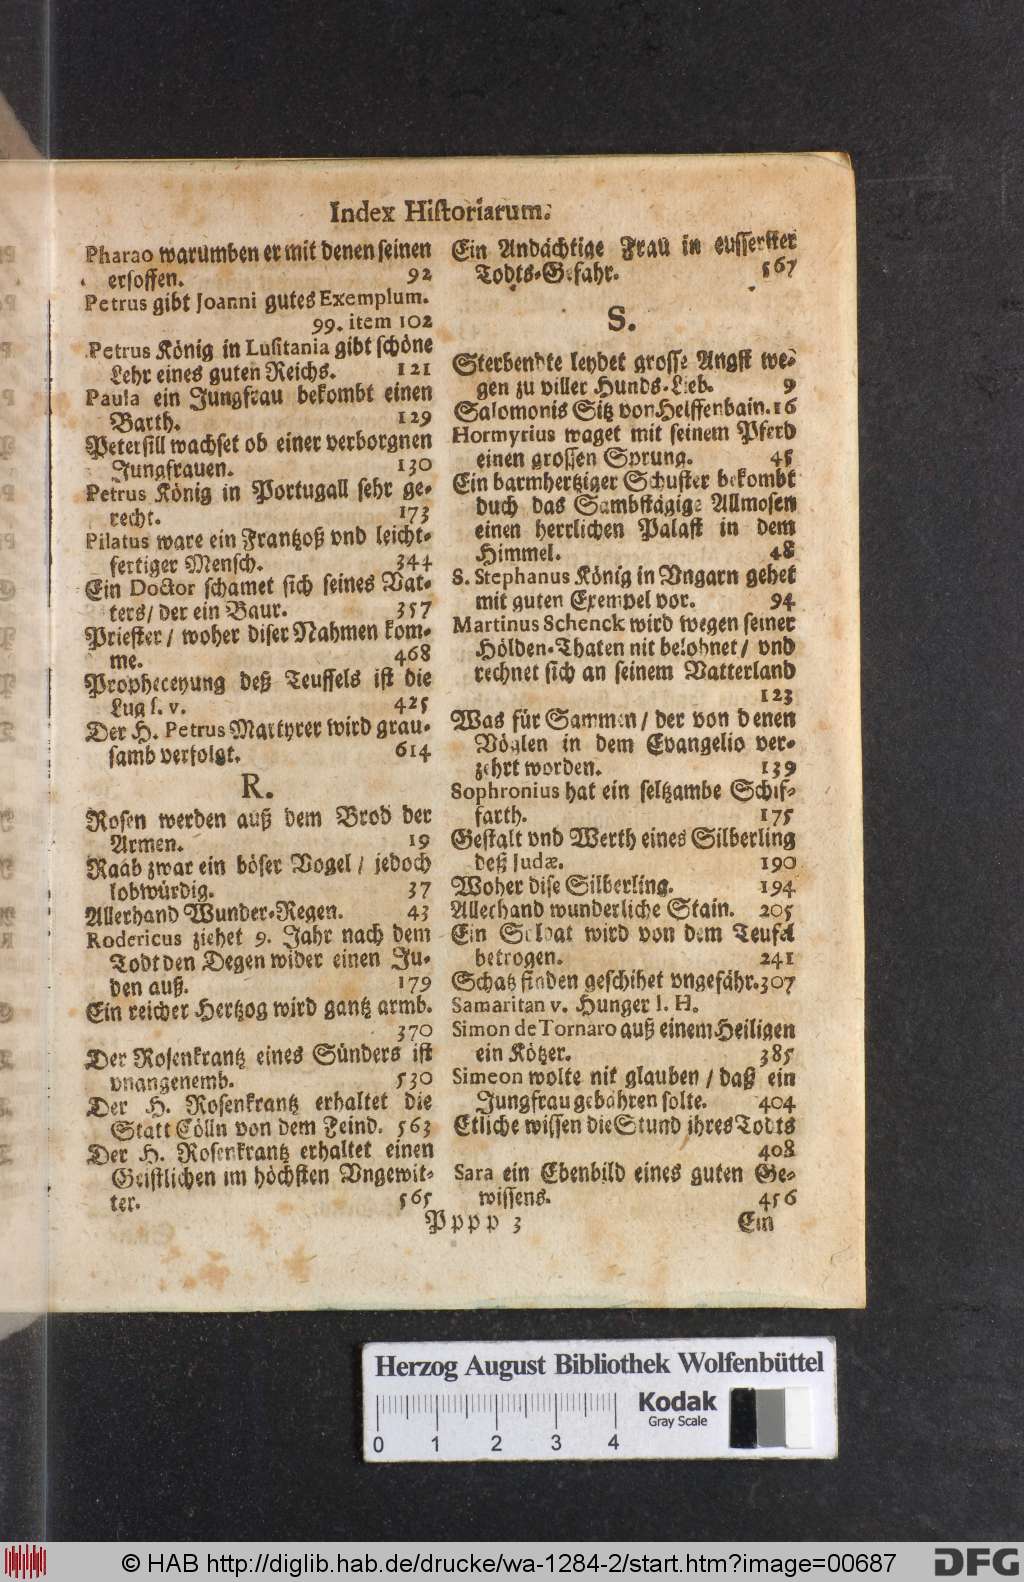 Index Historiarum.
Pharao warumben er mit denen seinen
ersoffen. 92
Petrus gibt Joanni gutes Exemplum.
99. item 102
Petrus König in Lusitania gibt schöne
Lehr eines guten Reichs. 121
Paula ein Jungfrau bekombt einen
Barth. 129
Petersill wachset ob einer verborgnen
Jungfrauen. 130
Petrus König in Portugall sehr ge-
recht. 173
Pilatus ware ein Frantzoß vnd leicht-
fertiger Mensch. 344
Ein Doctor schamet sich seines Vat-
ters/ der ein Baur. 357
Priester / woher diser Nahmen kom-
me. 468
Propheceyung deß Teuffels ist die
Lug s. v. 425
Der H. Petrus Martyrer wird grau-
samb verfolgt. 614
R.
Rosen werden auß dem Brod der
Armen. 19
Raab zwar ein böser Vogel / jedoch
lobwürdig. 37
Allerhand Wunder-Regen. 43
Rodericus ziehet 9. Jahr nach dem
Todt den Degen wider einen Ju-
den auß. 179
Ein reicher Hertzog wird gantz armb.
370
Der Rosenkrantz eines Sünders ist
vnangenemb. 530
Der H. Rosenkrantz erhaltet die
Statt Cölln von dem Feind. 563
Der H. Rosenkrantz erhaltet einen
Geistlichen im höchsten Vngewit-
ter. 565
Ein Andächtige Frau in eusserster
Todts-Gefahr. 567
S.
Sterbendte leydet grosse Angst we-
gen zu viller Hunds-Lieb. 9
Salomonis Sitz von Helffenbain. 16
Hormyrius waget mit seinem Pferd
einen grossen Sprung. 45
Ein barmhertziger Schuster bekombt
duch das Sambstägige Allmosen
einen herrlichen Palast in dem
Himmel. 48
S. Stephanus König in Vngarn gehet
mit guten Exempel vor. 94
Martinus Schenck wird wegen seiner
Hölden-Thaten nit belohnet / vnd
rechnet sich an seinem Vatterland
123
Was für Sammen / der von denen
Vöglen in dem Evangelio ver-
zehrt worden. 139
Sophronius hat ein seltzambe Schif-
farth. 175
Gestalt vnd Werth eines Silberling
deß Judæ. 190
Woher dise Silberling. 194
Allerhand wunderliche Stain. 205
Ein Soldat wird von dem Teufel
betrogen. 241
Schatz finden geschihet vngefähr. 307
Samaritan v. Hunger l. H.
Simon de Tornaro auß einem Heiligen
ein Kötzer. 385
Simeon wolte nit glauben / daß ein
Jungfrau gebähren solte. 404
Etliche wissen die Stund ihres Todts
408
Sara ein Ebenbild eines guten Ge-
wissens. 456
Pppp 3 Ein
Herzog August Bibliothek Wolfenbüttel
Kodak
Gray Scale
0 1 2 3 4
© HAB http://diglib.hab.de/drucke/wa-1284-2/start.htm?image=00687
DFG